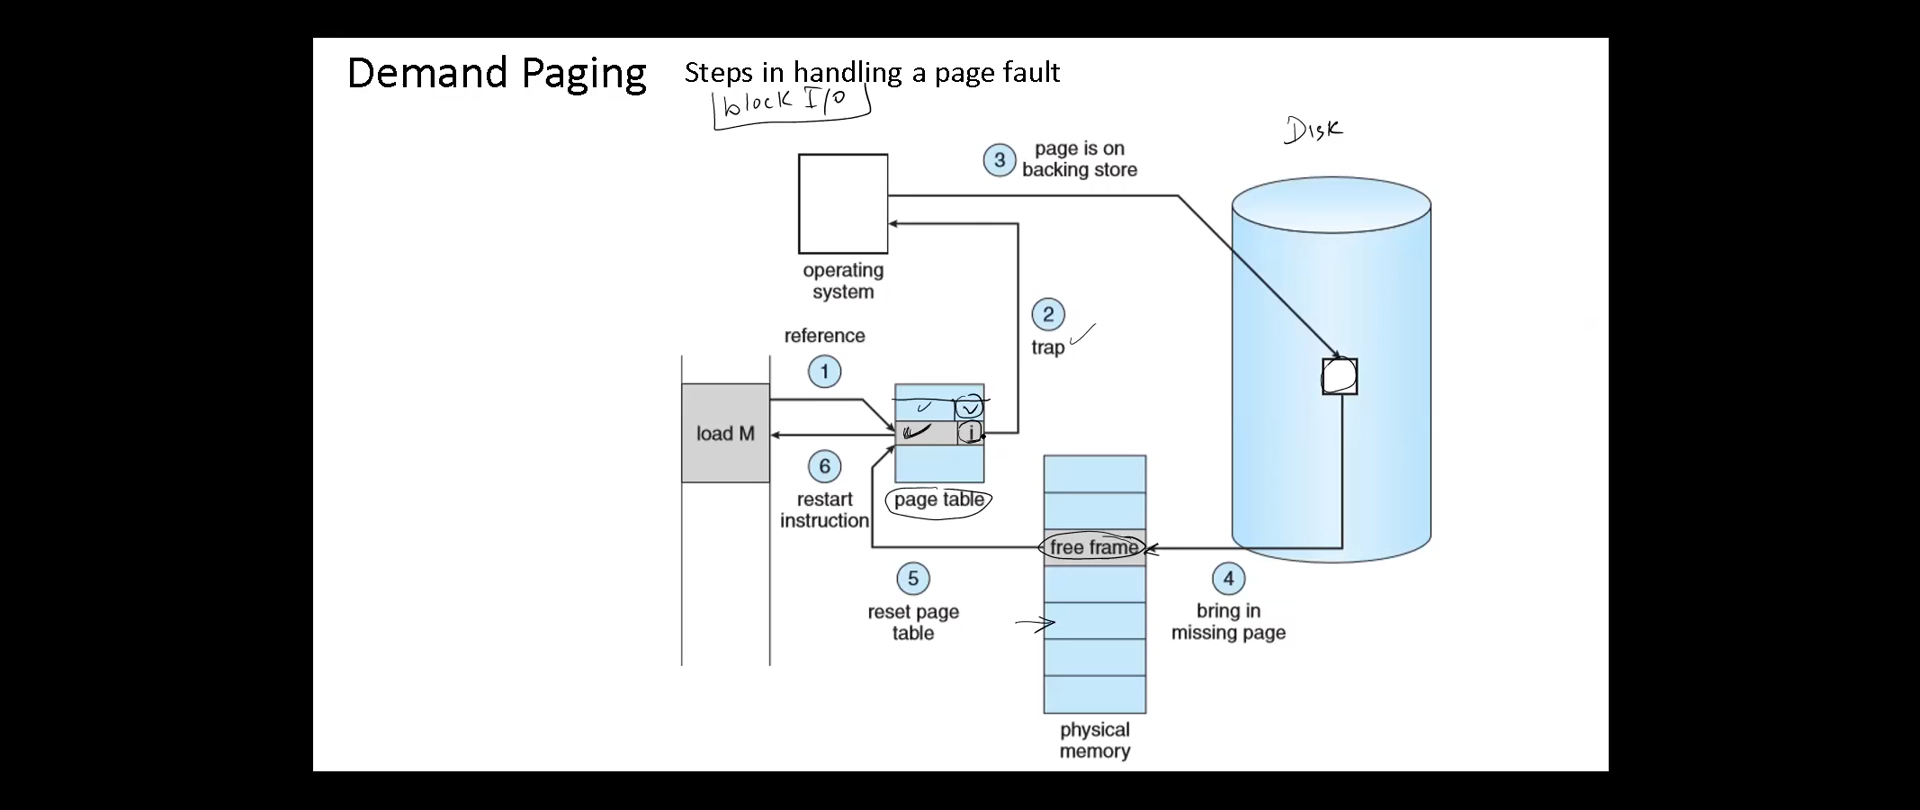 Demand Paging Steps in handling a page fault
block I/O
Disk
3 page is on
backing store
operating
system
2
trap
reference
1
load M
v
i
6
restart
instruction
page table
free frame
5
reset page
table
4
bring in
missing page
physical
memory